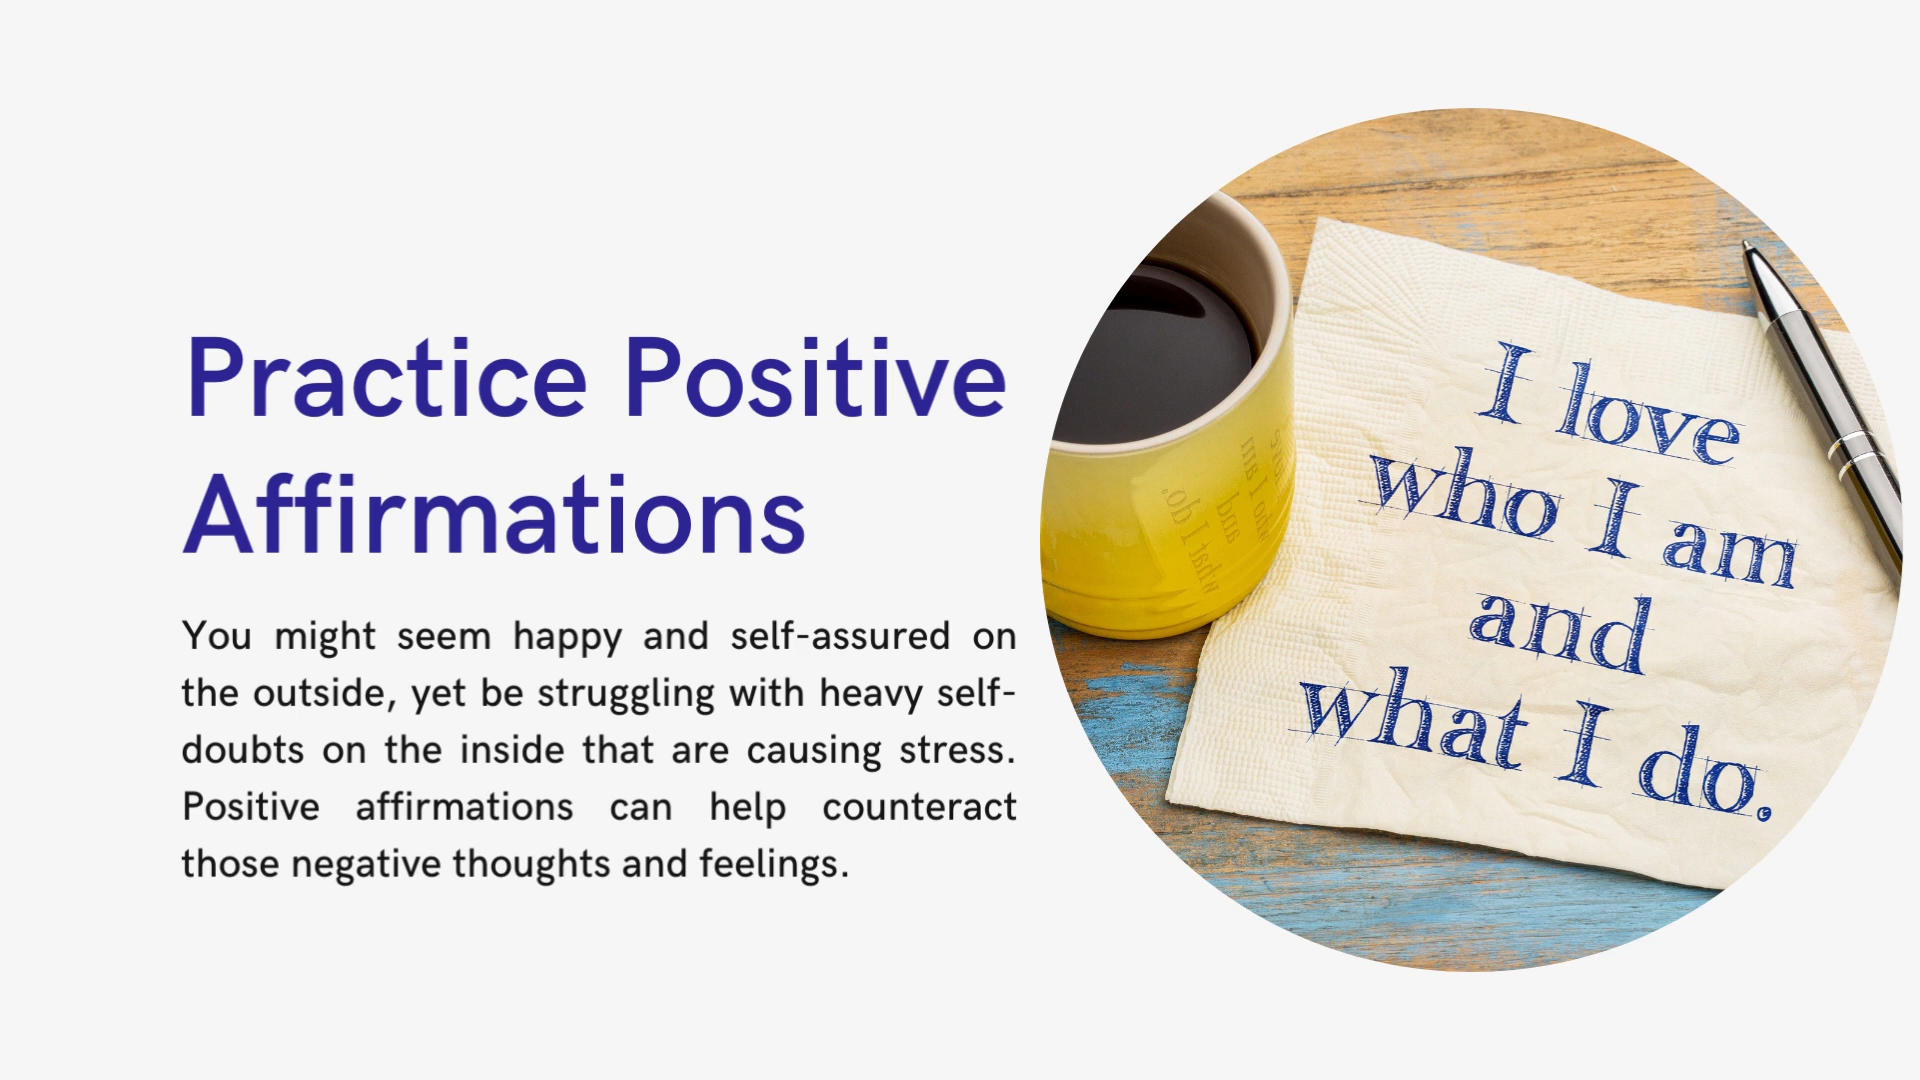 Practice Positive
Affirmations
You might seem happy and self-assured on
the outside, yet be struggling with heavy self-
doubts on the inside that are causing stress.
Positive affirmations can help counteract
those negative thoughts and feelings.
I love
who I am
and
what I do.